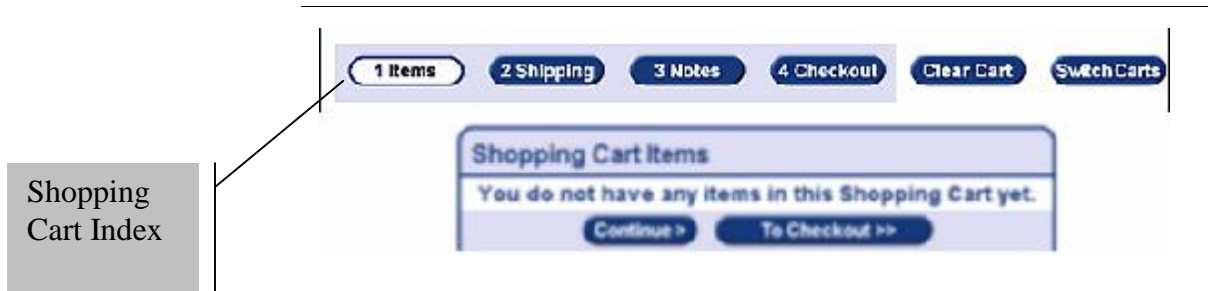 1 Items 2 Shipping 3 Notes 4 Checkout Clear Cart Switch Carts
Shopping Cart Items
You do not have any items in this Shopping Cart yet.
Continue > To Checkout >>
Shopping
Cart Index